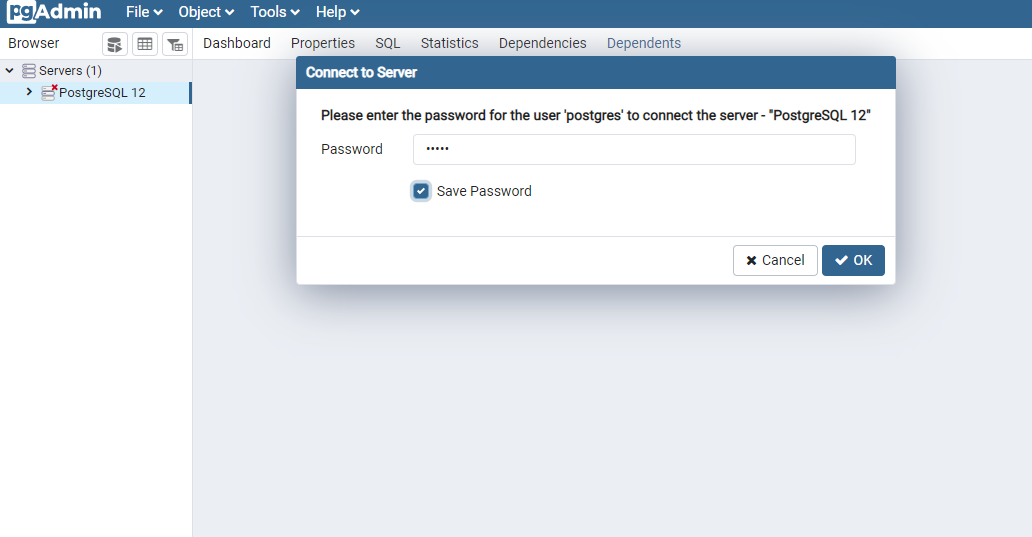 pgAdmin File Object Tools Help
Browser Dashboard Properties SQL Statistics Dependencies Dependents
Servers (1)
PostgreSQL 12
Connect to Server
Please enter the password for the user 'postgres' to connect the server - "PostgreSQL 12"
Password •••••
Save Password
Cancel OK